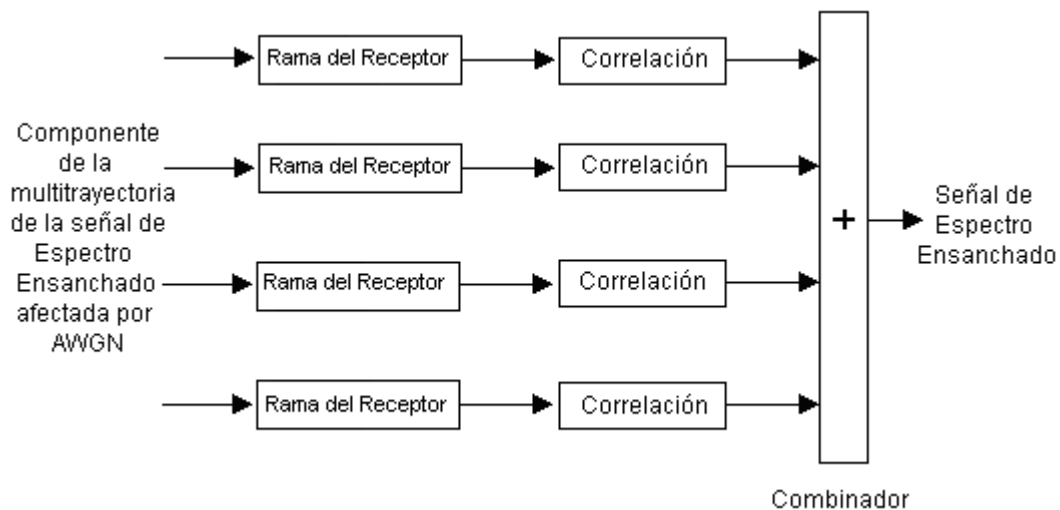 Componente
de la
multitrayectoria
de la señal de
Espectro
Ensanchado
afectada por
AWGN
Rama del Receptor
Correlación
Rama del Receptor
Correlación
Rama del Receptor
Correlación
Rama del Receptor
Correlación
+
Combinador
Señal de
Espectro
Ensanchado